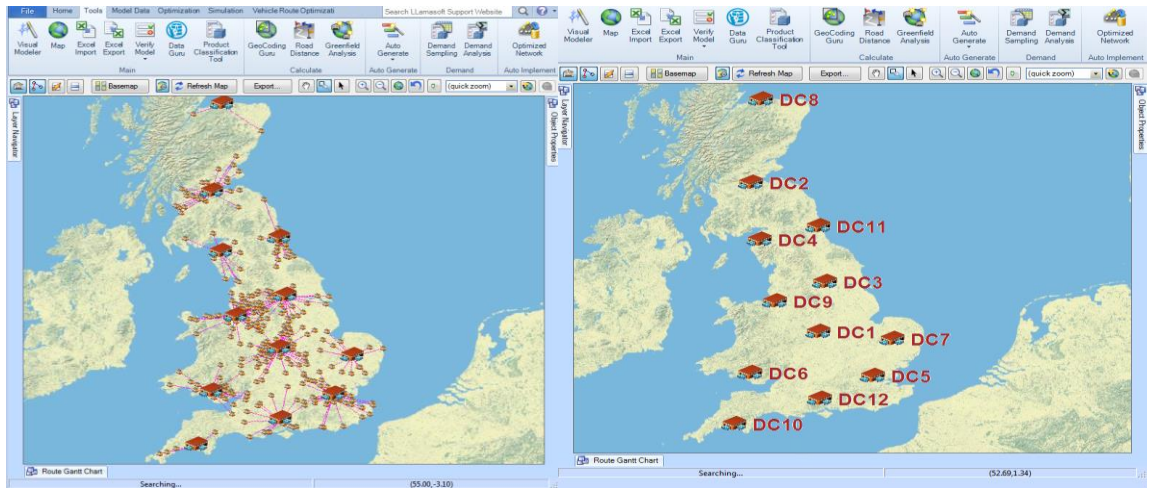 File Home Tools Model Data Optimization Simulation Vehicle Route Optimizati Search LLamasoft Support Website
Visual Modeler Map Excel Import Excel Export Verify Model Data Guru Product Classification Tool GeoCoding Guru Road Distance Greenfield Analysis Auto Generate Demand Sampling Demand Analysis Optimized Network
Main Calculate Auto Generate Demand Auto Implement
Basemap Refresh Map Export... (quick zoom)
Layer Navigator
Object Properties
Route Gantt Chart
Searching... (55.00,-3.10)
Visual Modeler Map Excel Import Excel Export Verify Model Data Guru Product Classification Tool GeoCoding Guru Road Distance Greenfield Analysis Auto Generate Demand Sampling Demand Analysis Optimized Network
Main Calculate Auto Generate Demand Auto Implement
Basemap Refresh Map Export... (quick zoom)
Layer Navigator
Object Properties
DC8
DC2
DC11
DC4
DC3
DC9
DC1
DC7
DC6
DC5
DC12
DC10
Route Gantt Chart
Searching... (52.69,1.34)